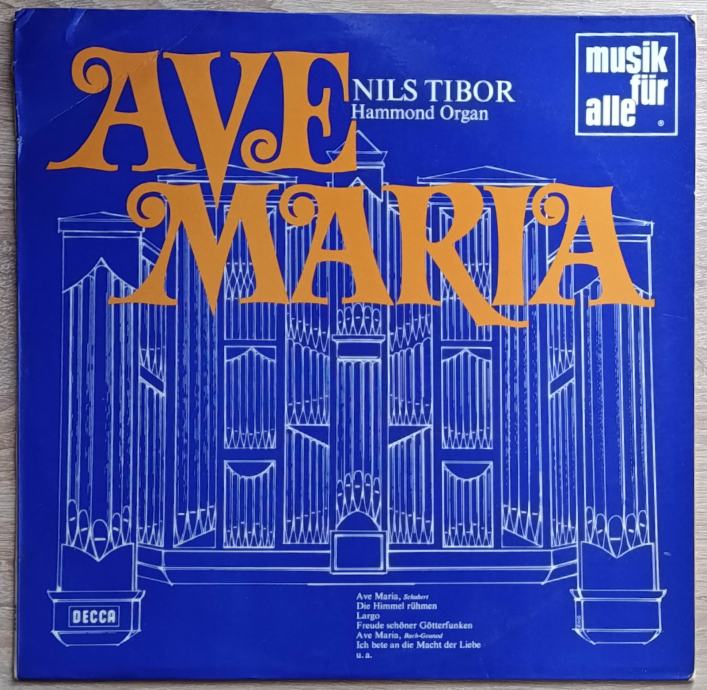 AVE
MARIA
NILS TIBOR
Hammond Organ
musik
für
alle
®
Ave Maria, Schubert
Die Himmel rühmen
Largo
Freude schöner Götterfunken
Ave Maria, Bach-Gounod
Ich bete an die Macht der Liebe
u. a.
DECCA